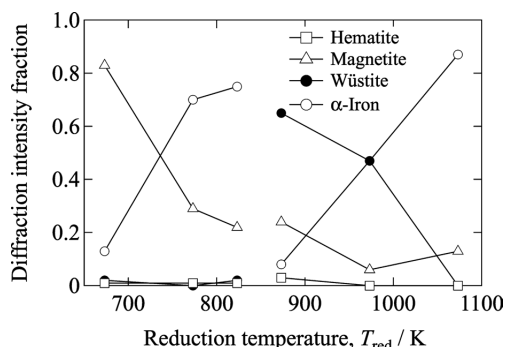 1.0
0.8
0.6
0.4
0.2
0
Diffraction intensity fraction
Hematite
Magnetite
Wüstite
α-Iron
700 800 900 1000 1100
Reduction temperature, T_red / K